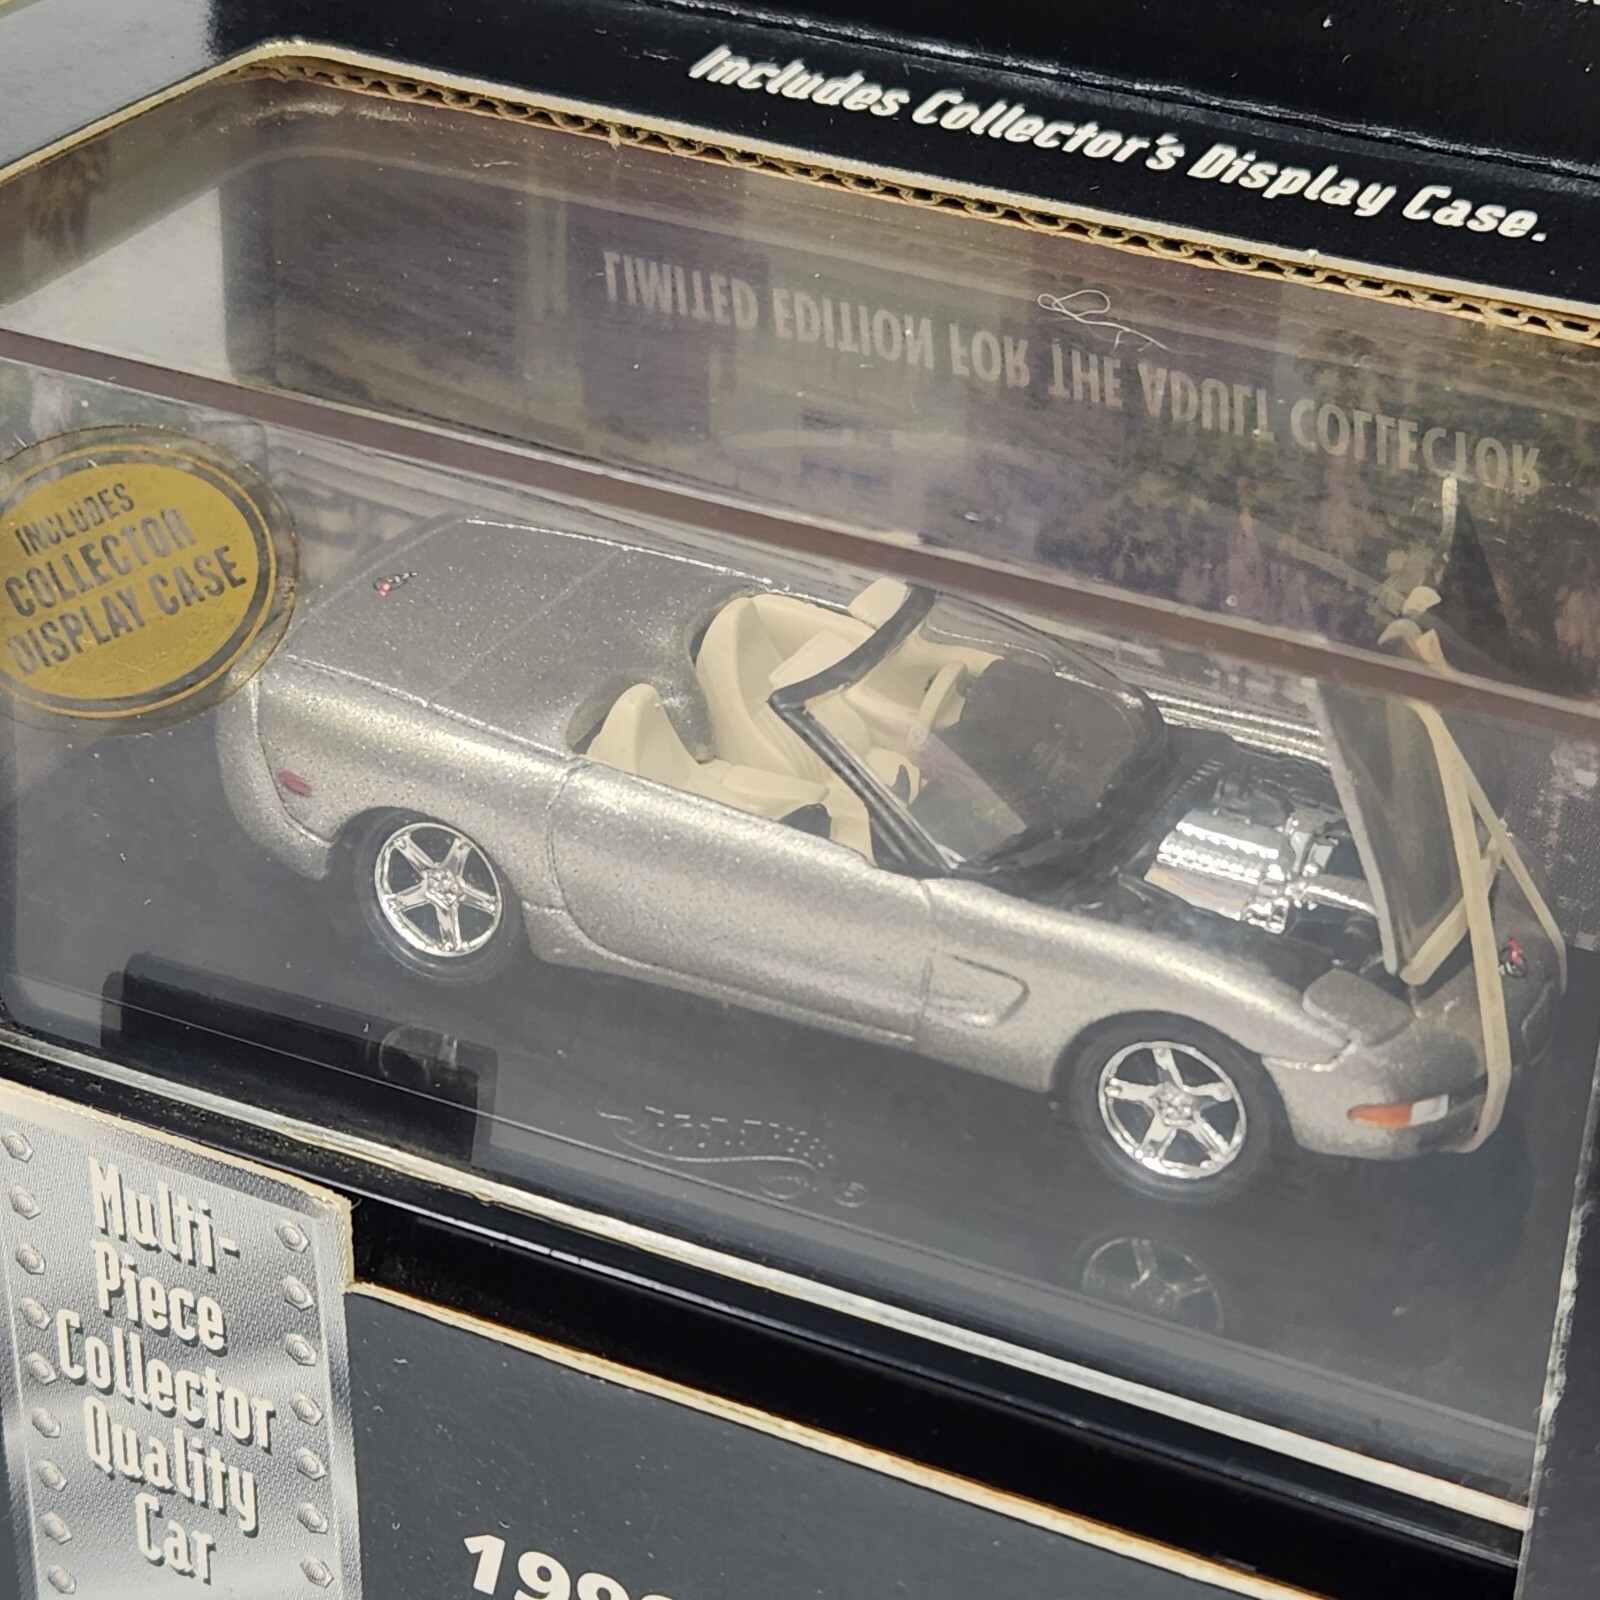 Includes Collector's Display Case.
LIMITED EDITION FOR THE ADULT COLLECTOR
INCLUDES
COLLECTOR
DISPLAY CASE
Multi-
Piece
Collector
Quality
Car